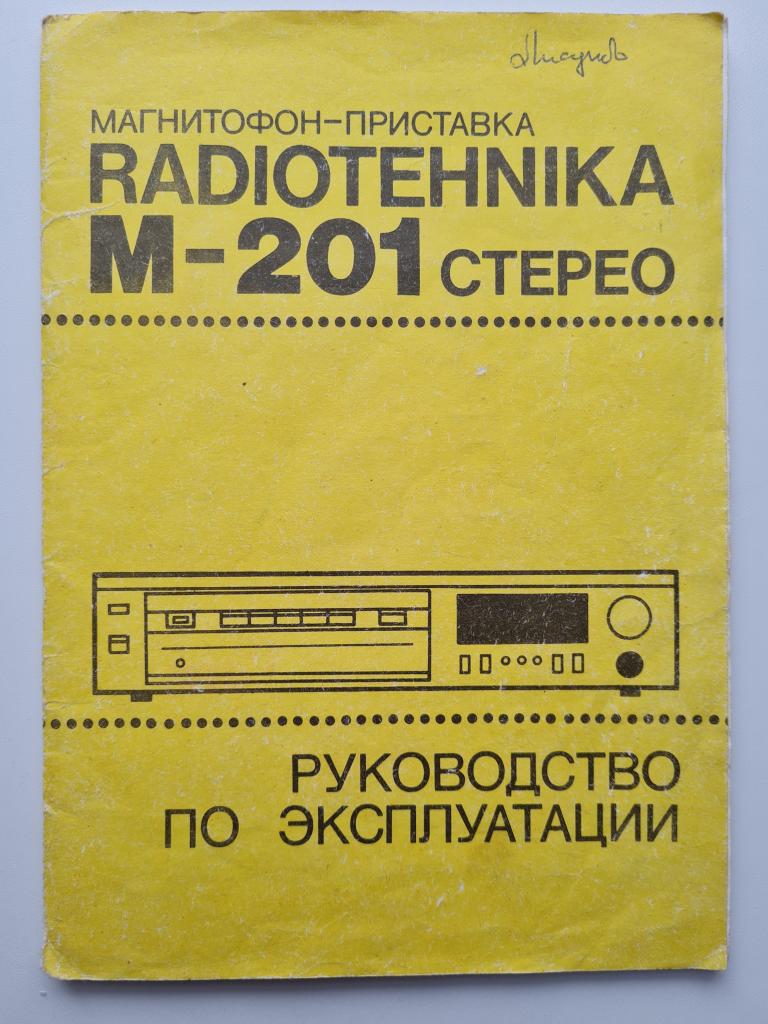 МАГНИТОФОН-ПРИСТАВКА
RADIOTEHNIKA
М-201 СТЕРЕО
РУКОВОДСТВО
ПО ЭКСПЛУАТАЦИИ